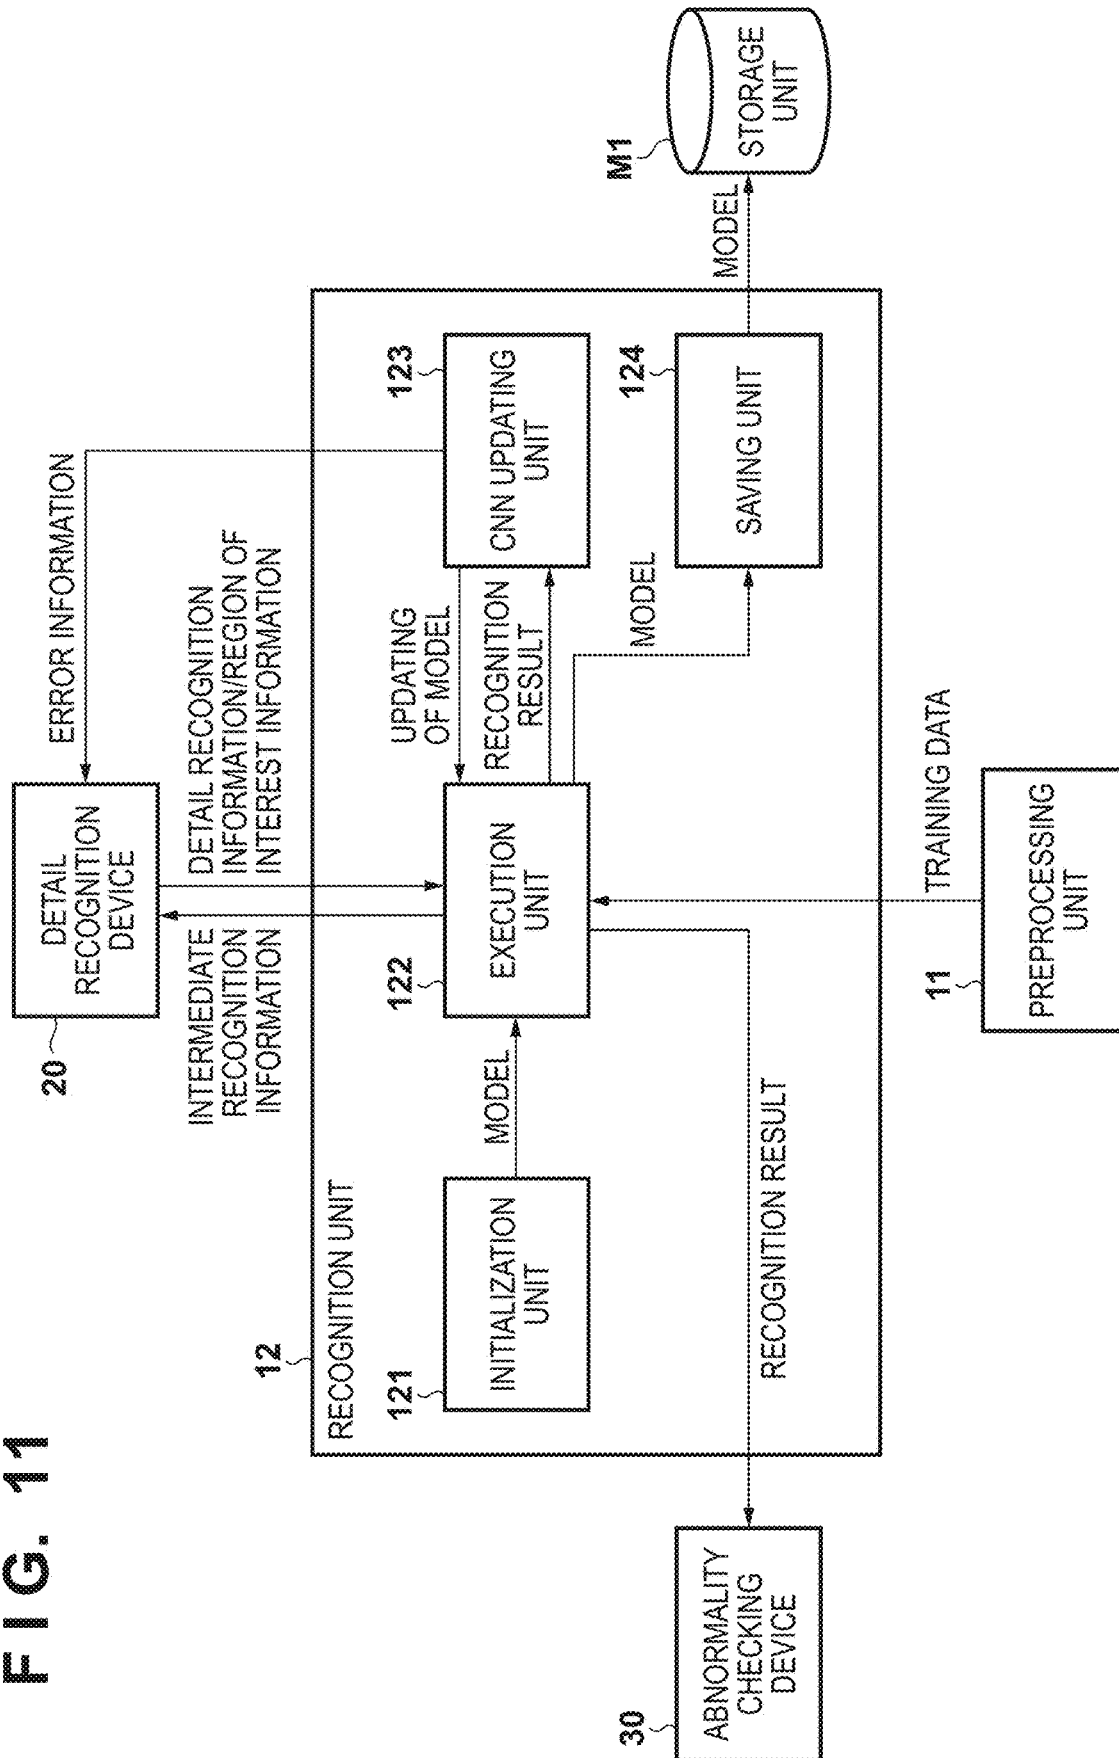 FIG. 11
20
DETAIL
RECOGNITION
DEVICE
ERROR INFORMATION
INTERMEDIATE
RECOGNITION
INFORMATION
DETAIL RECOGNITION
INFORMATION/REGION OF
INTEREST INFORMATION
12
RECOGNITION UNIT
121
INITIALIZATION
UNIT
MODEL
122
EXECUTION
UNIT
UPDATING
OF MODEL
RECOGNITION
RESULT
123
CNN UPDATING
UNIT
MODEL
124
SAVING UNIT
MODEL
M1
STORAGE
UNIT
30
ABNORMALITY
CHECKING
DEVICE
RECOGNITION RESULT
TRAINING DATA
11
PREPROCESSING
UNIT